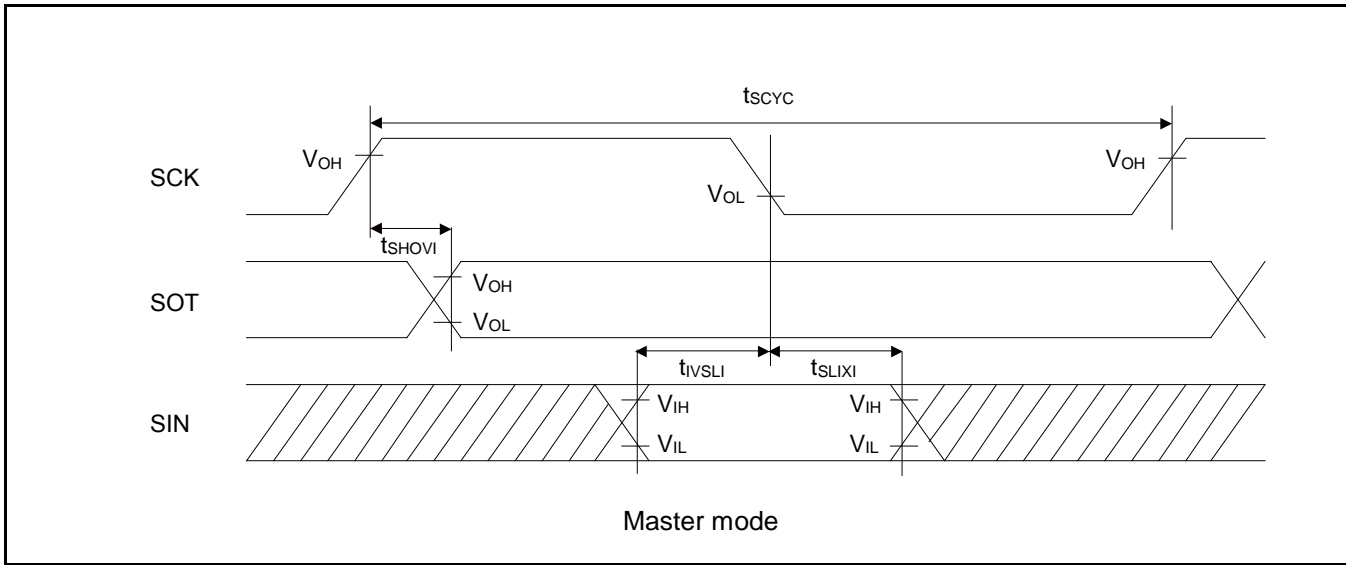 tSCYC
VOH
VOH
SCK
VOL
tSHOVI
VOH
SOT
VOL
tIVSLI
tSLIXI
VIH
VIH
SIN
VIL
VIL
Master mode